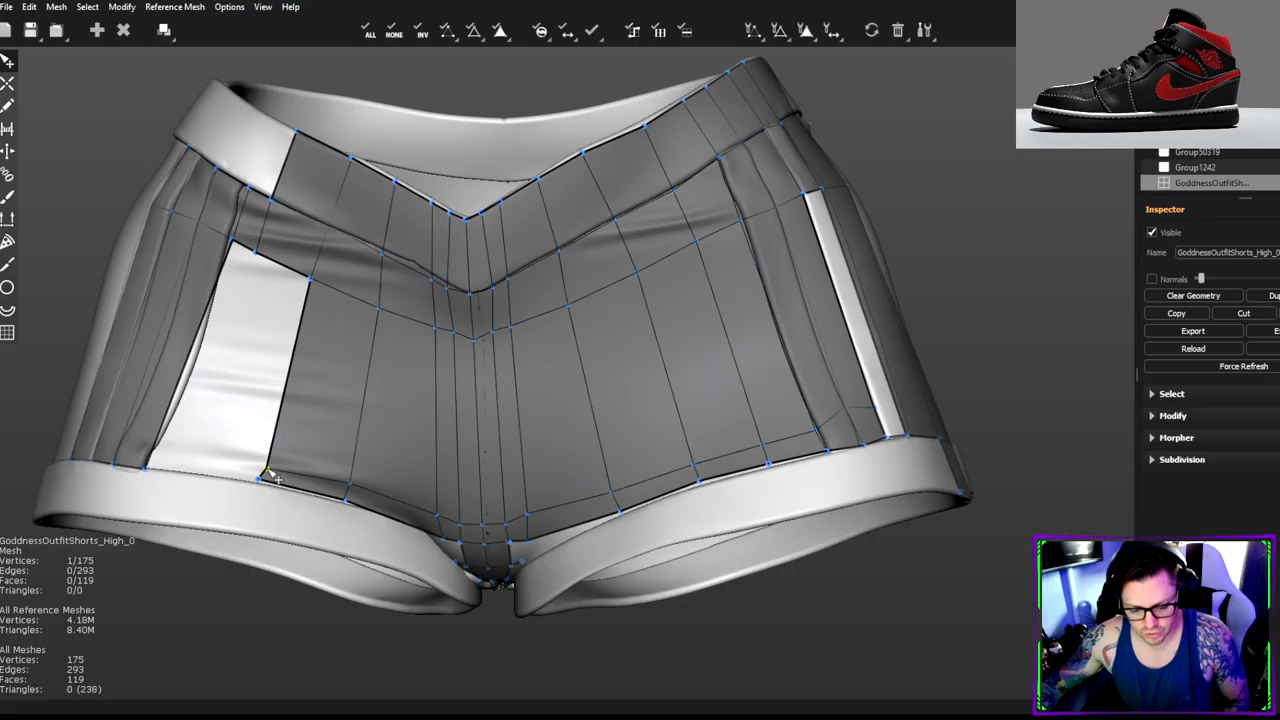 File Edit Mesh Select Modify Reference Mesh Options View Help
ALL NONE INV
Group50319
Group1242
GoddnessOutfitSh...
Inspector
Visible
Name GoddnessOutfitShorts_High_0
Normals
Clear Geometry Du
Copy Cut
Export E
Reload
Force Refresh
Select
Modify
Morpher
Subdivision
GoddnessOutfitShorts_High_0
Mesh
Vertices: 1/175
Edges: 0/293
Faces: 0/119
Triangles: 0/0
All Reference Meshes
Vertices: 4.18M
Triangles: 8.40M
All Meshes
Vertices: 175
Edges: 293
Faces: 119
Triangles: 0 (238)